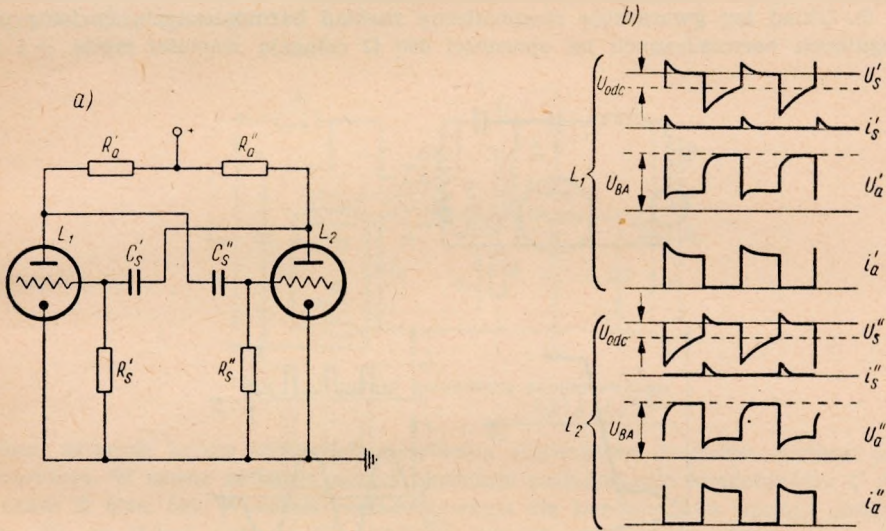 a)
+
R'a
R"a
L1
L2
C's
C"s
R's
R"s
b)
U's
Uodc
i's
L1
UBA
U'a
i'a
U"s
Uodc
i"s
L2
UBA
U"a
i"a